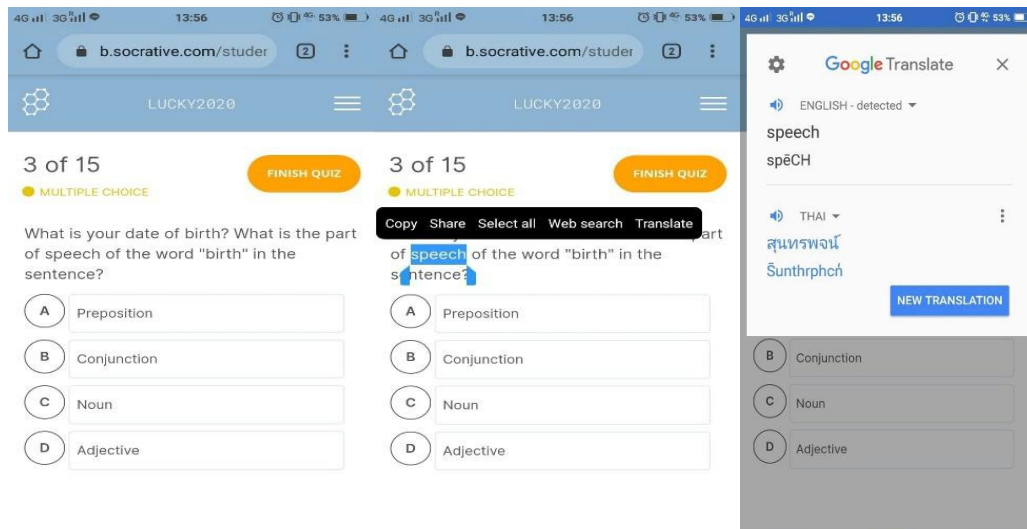 4G 3G 13:56 4G 53%
b.socrative.com/studer 2
LUCKY2020
3 of 15
FINISH QUIZ
MULTIPLE CHOICE
What is your date of birth? What is the part
of speech of the word "birth" in the
sentence?
A Preposition
B Conjunction
C Noun
D Adjective
4G 3G 13:56 4G 53%
b.socrative.com/studer 2
LUCKY2020
3 of 15
FINISH QUIZ
MULTIPLE CHOICE
Copy Share Select all Web search Translate
art
of speech of the word "birth" in the
sentence?
A Preposition
B Conjunction
C Noun
D Adjective
4G 3G 13:56 4G 53%
Google Translate
ENGLISH - detected
speech
spēCH
THAI
สุนทรพจน์
S̄unthrphcń
NEW TRANSLATION
B Conjunction
C Noun
D Adjective